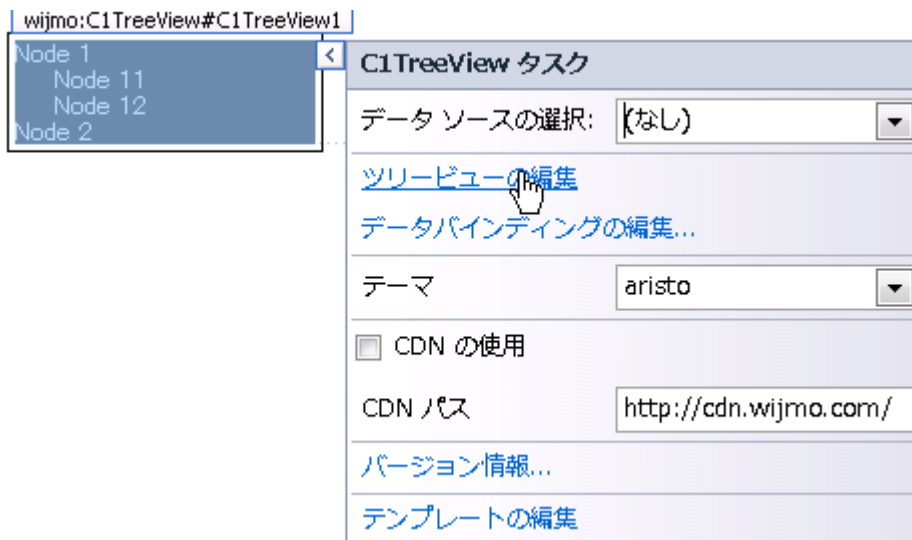 wijmo:C1TreeView#C1TreeView1
Node 1
Node 11
Node 12
Node 2
C1TreeView タスク
データ ソースの選択: (なし)
ツリービューの編集
データバインディングの編集...
テーマ aristo
CDN の使用
CDN パス http://cdn.wijmo.com/
バージョン情報...
テンプレートの編集